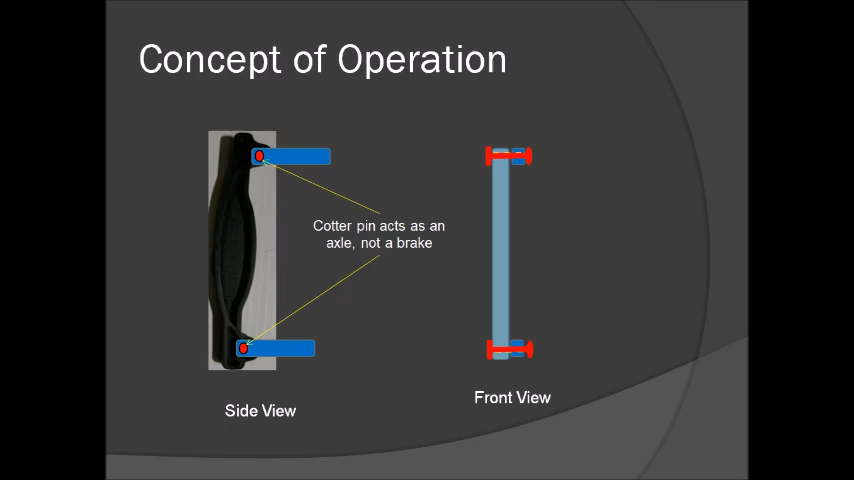 Concept of Operation
Cotter pin acts as an
axle, not a brake
Side View
Front View